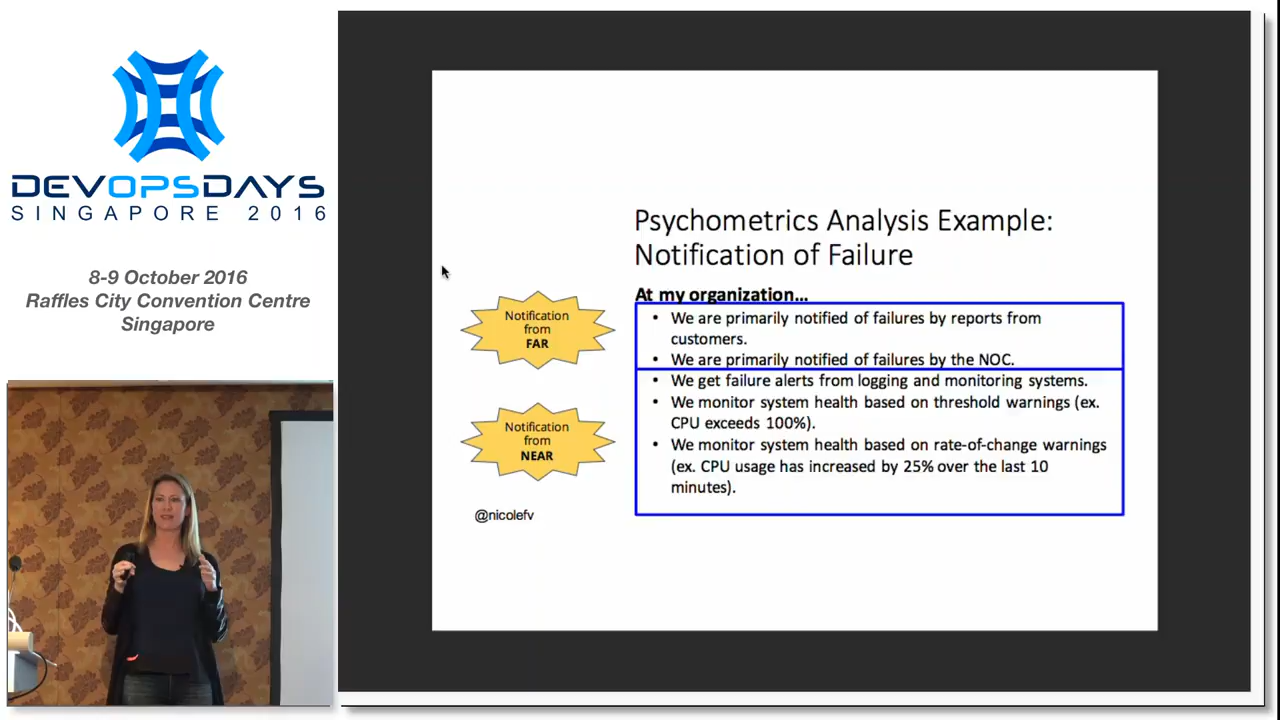 DEVOPSDAYS
SINGAPORE 2016
8-9 October 2016
Raffles City Convention Centre
Singapore
Psychometrics Analysis Example:
Notification of Failure
At my organization...
Notification
from
FAR
• We are primarily notified of failures by reports from
customers.
• We are primarily notified of failures by the NOC.
• We get failure alerts from logging and monitoring systems.
• We monitor system health based on threshold warnings (ex.
CPU exceeds 100%).
• We monitor system health based on rate-of-change warnings
(ex. CPU usage has increased by 25% over the last 10
minutes).
Notification
from
NEAR
@nicolefv